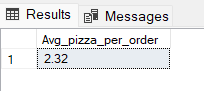 Results Messages
Avg_pizza_per_order
1 2.32